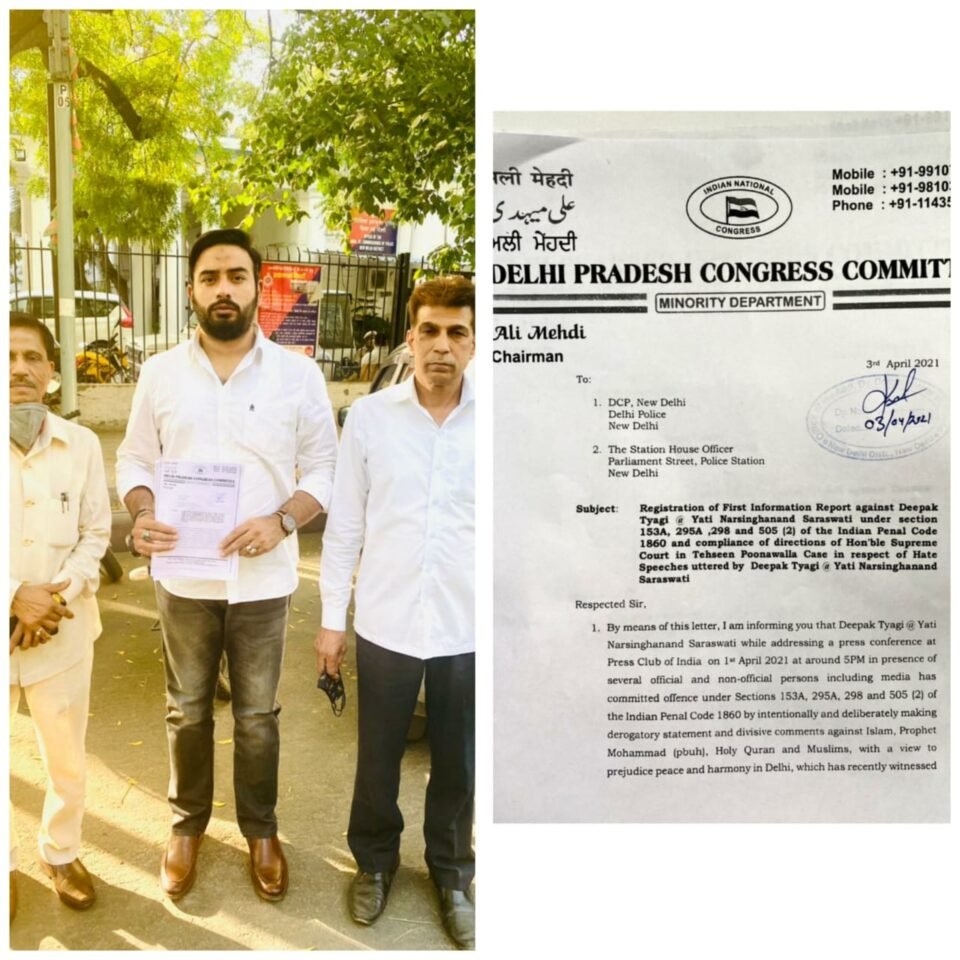 P
05
DELHI PRADESH CONGRESS COMMITTEE
ली मेहदी
علی مہدی
ਅਲੀ ਮੇਂਹਦੀ
INDIAN NATIONAL
CONGRESS
Mobile : +91-9910
Mobile : +91-9810
Phone : +91-11435
DELHI PRADESH CONGRESS COMMITT
MINORITY DEPARTMENT
Ali Mehdi
Chairman
3rd April 2021
03/04/2021
To:
1. DCP, New Delhi
Delhi Police
New Delhi
2. The Station House Officer
Parliament Street, Police Station
New Delhi
Subject: Registration of First Information Report against Deepak
Tyagi @ Yati Narsinghanand Saraswati under section
153A, 295A ,298 and 505 (2) of the Indian Penal Code
1860 and compliance of directions of Hon'ble Supreme
Court in Tehseen Poonawalla Case in respect of Hate
Speeches uttered by Deepak Tyagi @ Yati Narsinghanand
Saraswati
Respected Sir,
1. By means of this letter, I am informing you that Deepak Tyagi @ Yati
Narsinghanand Saraswati while addressing a press conference at
Press Club of India on 1st April 2021 at around 5PM in presence of
several official and non-official persons including media has
committed offence under Sections 153A, 295A, 298 and 505 (2) of
the Indian Penal Code 1860 by intentionally and deliberately making
derogatory statement and divisive comments against Islam, Prophet
Mohammad (pbuh), Holy Quran and Muslims, with a view to
prejudice peace and harmony in Delhi, which has recently witnessed